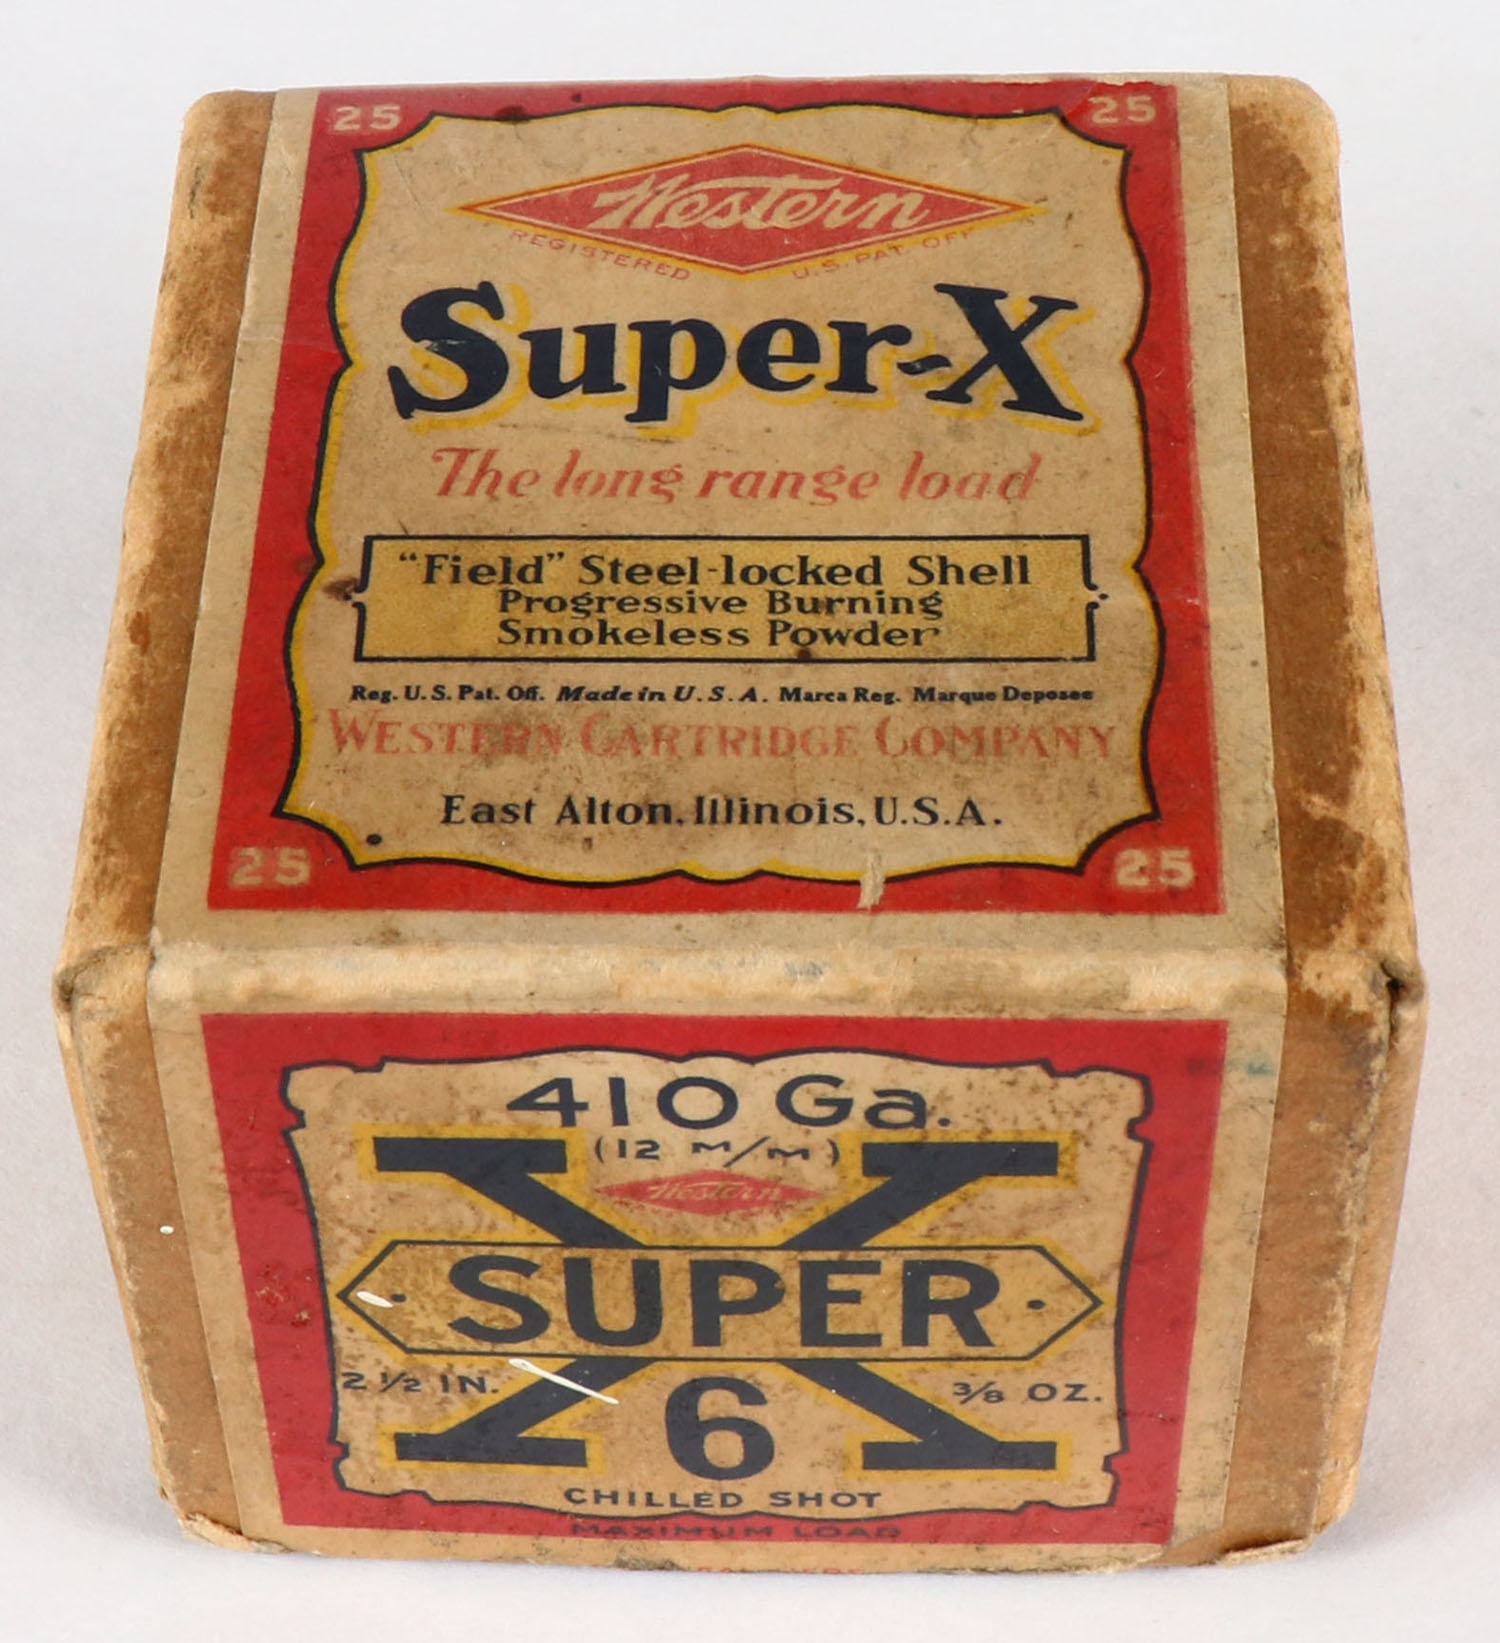 25 25
Western
REGISTERED U.S. PAT. OFF.
Super-X
The long range load
"Field" Steel-locked Shell
Progressive Burning
Smokeless Powder
Reg. U.S. Pat. Off. Made in U.S.A. Marca Reg. Marque Deposee
WESTERN CARTRIDGE COMPANY
East Alton, Illinois, U.S.A.
25 25
410 Ga.
(12 M/M)
Western
X
· SUPER ·
2 1/2 IN. 3/8 OZ.
6
CHILLED SHOT
MAXIMUM LOAD